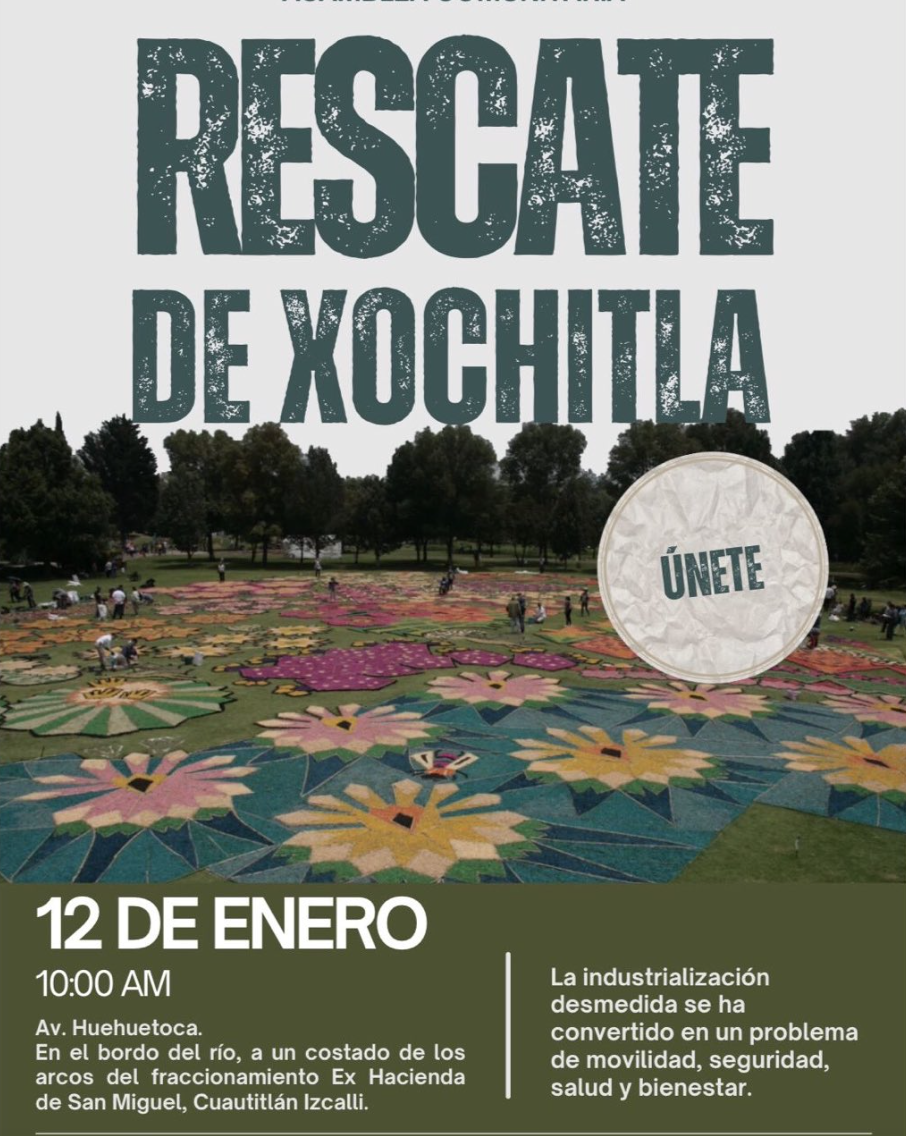 ASAMBLEA COMUNITARIA
RESCATE
DE XOCHITLA
ÚNETE
12 DE ENERO
10:00 AM
Av. Huehuetoca.
En el bordo del río, a un costado de los
arcos del fraccionamiento Ex Hacienda
de San Miguel, Cuautitlán Izcalli.
La industrialización
desmedida se ha
convertido en un problema
de movilidad, seguridad,
salud y bienestar.